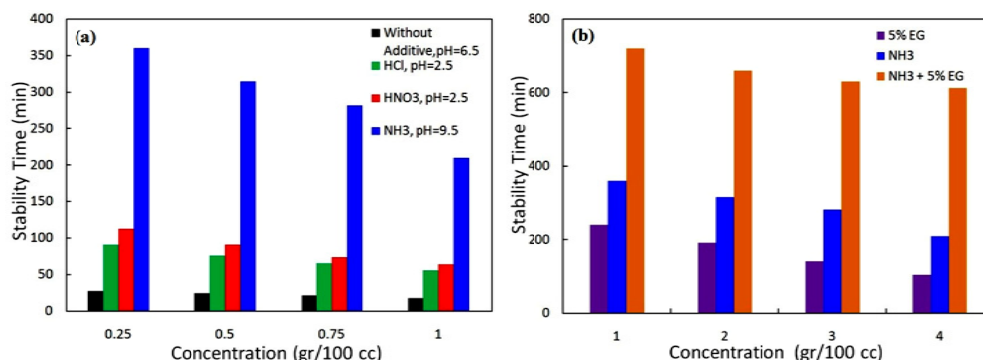 (a)
Stability Time (min)
400
350
300
250
200
150
100
50
0
0.25
0.5
0.75
1
Concentration (gr/100 cc)
Without
Additive,pH=6.5
HCl, pH=2.5
HNO3, pH=2.5
NH3, pH=9.5
(b)
Stability Time (min)
800
600
400
200
0
1
2
3
4
Concentration (gr/100 cc)
5% EG
NH3
NH3 + 5% EG